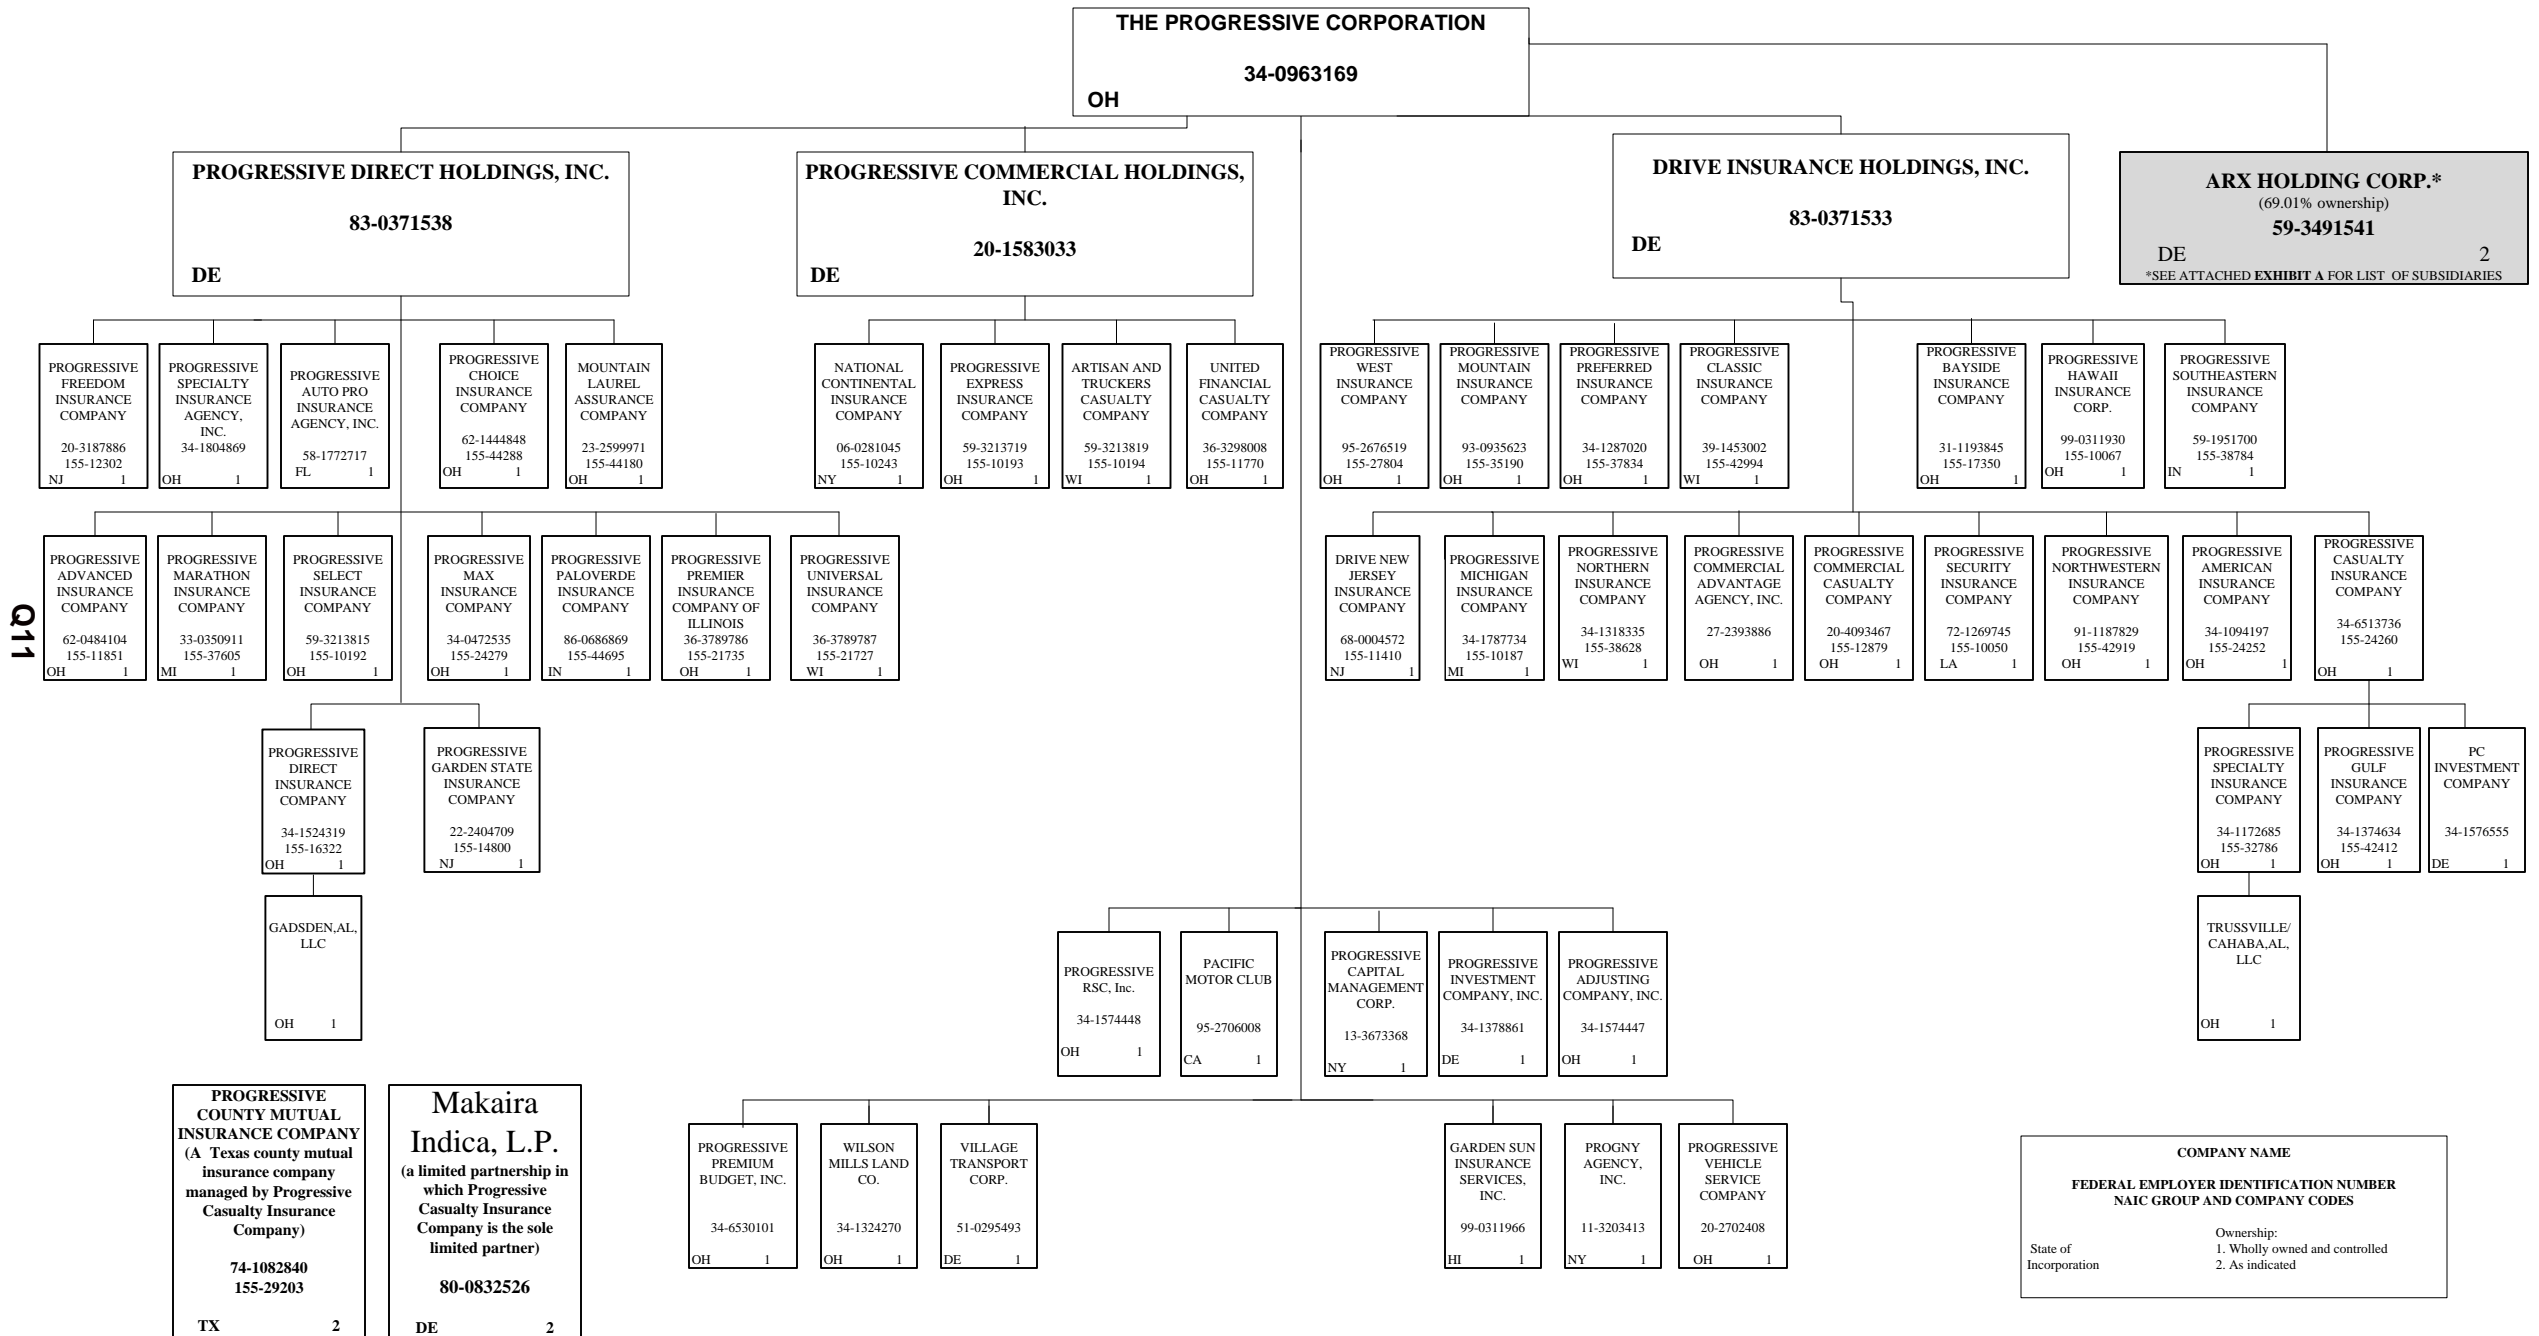 THE PROGRESSIVE CORPORATION
34-0963169
OH
PROGRESSIVE DIRECT HOLDINGS, INC.
83-0371538
DE
PROGRESSIVE COMMERCIAL HOLDINGS,
INC.
20-1583033
DE
DRIVE INSURANCE HOLDINGS, INC.
83-0371533
DE
ARX HOLDING CORP.*
(69.01% ownership)
59-3491541
DE 2
*SEE ATTACHED EXHIBIT A FOR LIST OF SUBSIDIARIES
PROGRESSIVE
FREEDOM
INSURANCE
COMPANY
20-3187886
155-12302
NJ 1
PROGRESSIVE
SPECIALTY
INSURANCE
AGENCY,
INC.
34-1804869
OH 1
PROGRESSIVE
AUTO PRO
INSURANCE
AGENCY, INC.
58-1772717
FL 1
PROGRESSIVE
CHOICE
INSURANCE
COMPANY
62-1444848
155-44288
OH 1
MOUNTAIN
LAUREL
ASSURANCE
COMPANY
23-2599971
155-44180
OH 1
NATIONAL
CONTINENTAL
INSURANCE
COMPANY
06-0281045
155-10243
NY 1
PROGRESSIVE
EXPRESS
INSURANCE
COMPANY
59-3213719
155-10193
OH 1
ARTISAN AND
TRUCKERS
CASUALTY
COMPANY
59-3213819
155-10194
WI 1
UNITED
FINANCIAL
CASUALTY
COMPANY
36-3298008
155-11770
OH 1
PROGRESSIVE
WEST
INSURANCE
COMPANY
95-2676519
155-27804
OH 1
PROGRESSIVE
MOUNTAIN
INSURANCE
COMPANY
93-0935623
155-35190
OH 1
PROGRESSIVE
PREFERRED
INSURANCE
COMPANY
34-1287020
155-37834
OH 1
PROGRESSIVE
CLASSIC
INSURANCE
COMPANY
39-1453002
155-42994
WI 1
PROGRESSIVE
BAYSIDE
INSURANCE
COMPANY
31-1193845
155-17350
OH 1
PROGRESSIVE
HAWAII
INSURANCE
CORP.
99-0311930
155-10067
OH 1
PROGRESSIVE
SOUTHEASTERN
INSURANCE
COMPANY
59-1951700
155-38784
IN 1
Q11
PROGRESSIVE
ADVANCED
INSURANCE
COMPANY
62-0484104
155-11851
OH 1
PROGRESSIVE
MARATHON
INSURANCE
COMPANY
33-0350911
155-37605
MI 1
PROGRESSIVE
SELECT
INSURANCE
COMPANY
59-3213815
155-10192
OH 1
PROGRESSIVE
MAX
INSURANCE
COMPANY
34-0472535
155-24279
OH 1
PROGRESSIVE
PALOVERDE
INSURANCE
COMPANY
86-0686869
155-44695
IN 1
PROGRESSIVE
PREMIER
INSURANCE
COMPANY OF
ILLINOIS
36-3789786
155-21735
OH 1
PROGRESSIVE
UNIVERSAL
INSURANCE
COMPANY
36-3789787
155-21727
WI 1
DRIVE NEW
JERSEY
INSURANCE
COMPANY
68-0004572
155-11410
NJ 1
PROGRESSIVE
MICHIGAN
INSURANCE
COMPANY
34-1787734
155-10187
MI 1
PROGRESSIVE
NORTHERN
INSURANCE
COMPANY
34-1318335
155-38628
WI 1
PROGRESSIVE
COMMERCIAL
ADVANTAGE
AGENCY, INC.
27-2393886
OH 1
PROGRESSIVE
COMMERCIAL
CASUALTY
COMPANY
20-4093467
155-12879
OH 1
PROGRESSIVE
SECURITY
INSURANCE
COMPANY
72-1269745
155-10050
LA 1
PROGRESSIVE
NORTHWESTERN
INSURANCE
COMPANY
91-1187829
155-42919
OH 1
PROGRESSIVE
AMERICAN
INSURANCE
COMPANY
34-1094197
155-24252
OH 1
PROGRESSIVE
CASUALTY
INSURANCE
COMPANY
34-6513736
155-24260
OH 1
PROGRESSIVE
DIRECT
INSURANCE
COMPANY
34-1524319
155-16322
OH 1
PROGRESSIVE
GARDEN STATE
INSURANCE
COMPANY
22-2404709
155-14800
NJ 1
PROGRESSIVE
SPECIALTY
INSURANCE
COMPANY
34-1172685
155-32786
OH 1
PROGRESSIVE
GULF
INSURANCE
COMPANY
34-1374634
155-42412
OH 1
PC
INVESTMENT
COMPANY
34-1576555
DE 1
GADSDEN,AL,
LLC
OH 1
PROGRESSIVE
RSC, Inc.
34-1574448
OH 1
PACIFIC
MOTOR CLUB
95-2706008
CA 1
PROGRESSIVE
CAPITAL
MANAGEMENT
CORP.
13-3673368
NY 1
PROGRESSIVE
INVESTMENT
COMPANY, INC.
34-1378861
DE 1
PROGRESSIVE
ADJUSTING
COMPANY, INC.
34-1574447
OH 1
TRUSSVILLE/
CAHABA,AL,
LLC
OH 1
PROGRESSIVE
COUNTY MUTUAL
INSURANCE COMPANY
(A Texas county mutual
insurance company
managed by Progressive
Casualty Insurance
Company)
74-1082840
155-29203
TX 2
Makaira
Indica, L.P.
(a limited partnership in
which Progressive
Casualty Insurance
Company is the sole
limited partner)
80-0832526
DE 2
PROGRESSIVE
PREMIUM
BUDGET, INC.
34-6530101
OH 1
WILSON
MILLS LAND
CO.
34-1324270
OH 1
VILLAGE
TRANSPORT
CORP.
51-0295493
DE 1
GARDEN SUN
INSURANCE
SERVICES,
INC.
99-0311966
HI 1
PROGNY
AGENCY,
INC.
11-3203413
NY 1
PROGRESSIVE
VEHICLE
SERVICE
COMPANY
20-2702408
OH 1
COMPANY NAME
FEDERAL EMPLOYER IDENTIFICATION NUMBER
NAIC GROUP AND COMPANY CODES
State of
Incorporation
Ownership:
1. Wholly owned and controlled
2. As indicated